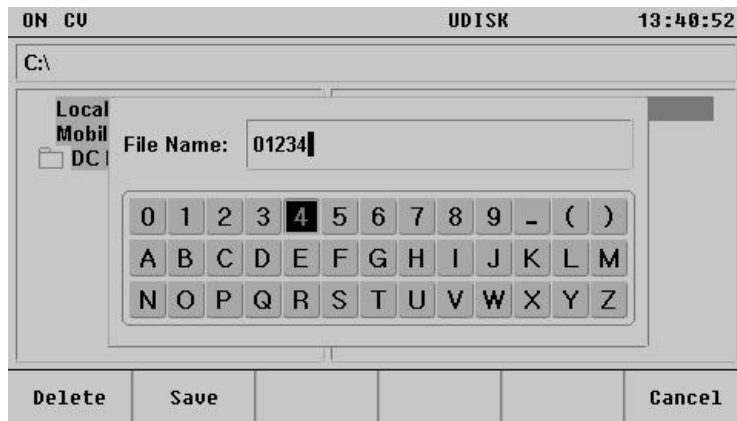 ON CV UDISK 13:40:52
C:\
Local
Mobil
DC
File Name: 01234
0 1 2 3 4 5 6 7 8 9 _ ( )
A B C D E F G H I J K L M
N O P Q R S T U V W X Y Z
Delete Save Cancel